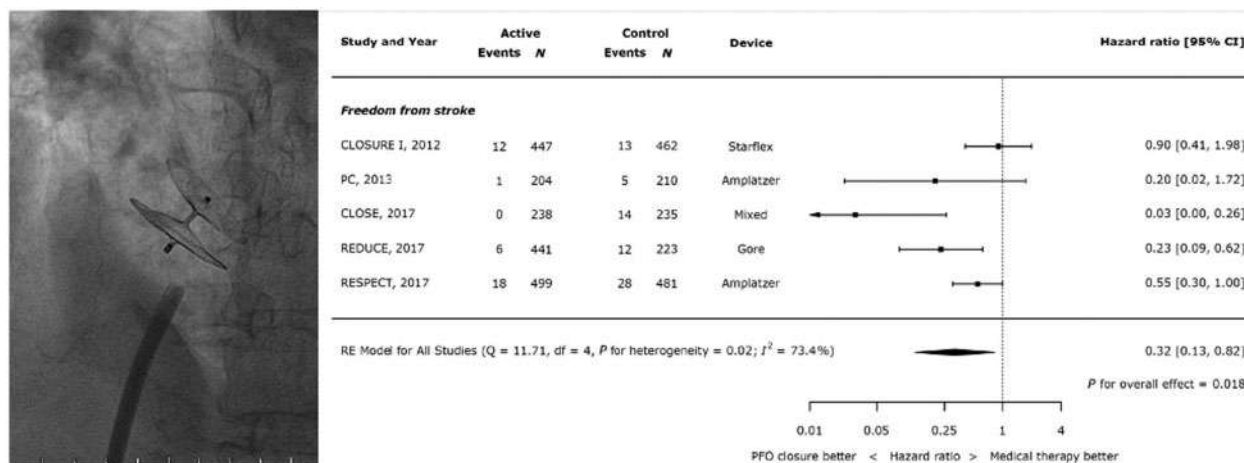 Study and Year Active Control Device Hazard ratio [95% CI]
Events N Events N
Freedom from stroke
CLOSURE I, 2012 12 447 13 462 Starflex 0.90 [0.41, 1.98]
PC, 2013 1 204 5 210 Amplatzer 0.20 [0.02, 1.72]
CLOSE, 2017 0 238 14 235 Mixed 0.03 [0.00, 0.26]
REDUCE, 2017 6 441 12 223 Gore 0.23 [0.09, 0.62]
RESPECT, 2017 18 499 28 481 Amplatzer 0.55 [0.30, 1.00]
RE Model for All Studies (Q = 11.71, df = 4, P for heterogeneity = 0.02; I² = 73.4%) 0.32 [0.13, 0.82]
P for overall effect = 0.018
0.01 0.05 0.25 1 4
PFO closure better < Hazard ratio > Medical therapy better